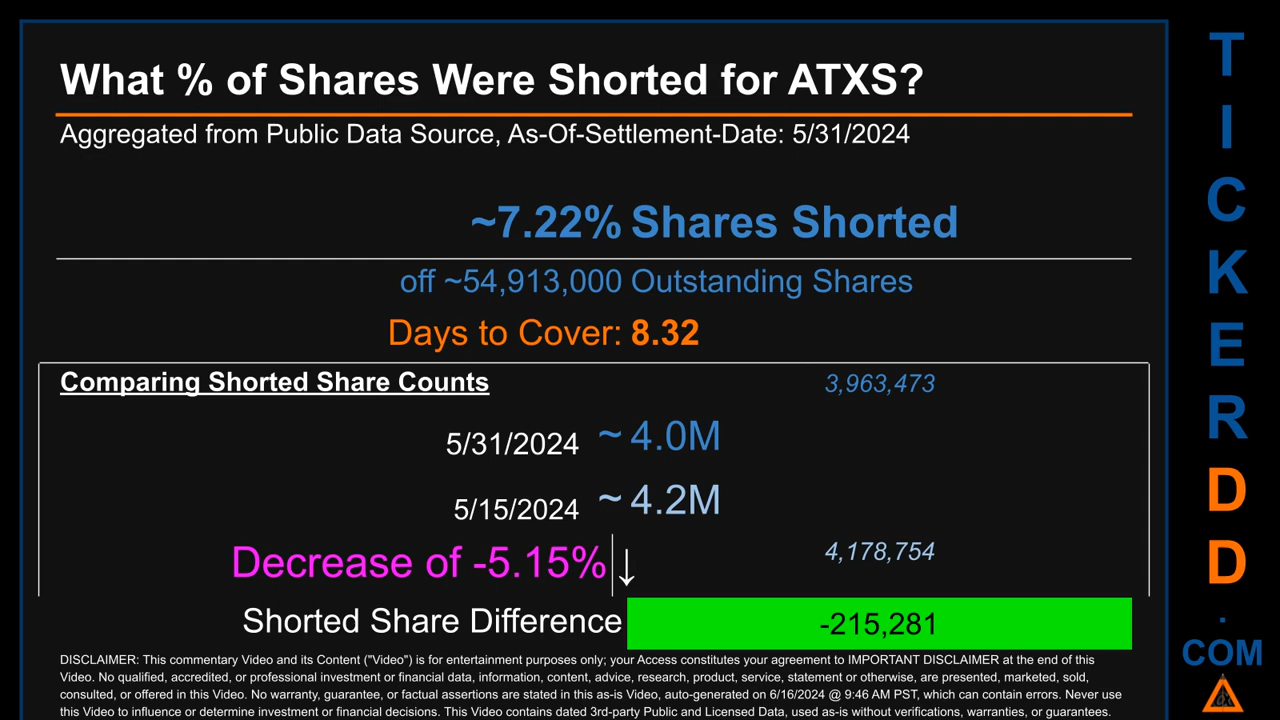 What % of Shares Were Shorted for ATXS?
Aggregated from Public Data Source, As-Of-Settlement-Date: 5/31/2024
~7.22% Shares Shorted
off ~54,913,000 Outstanding Shares
Days to Cover: 8.32
Comparing Shorted Share Counts
3,963,473
5/31/2024 ~ 4.0M
5/15/2024 ~ 4.2M
4,178,754
Decrease of -5.15% ↓
Shorted Share Difference -215,281
DISCLAIMER: This commentary Video and its Content ("Video") is for entertainment purposes only; your Access constitutes your agreement to IMPORTANT DISCLAIMER at the end of this
Video. No qualified, accredited, or professional investment or financial data, information, content, advice, research, product, service, statement or otherwise, are presented, marketed, sold,
consulted, or offered in this Video. No warranty, guarantee, or factual assertions are stated in this as-is Video, auto-generated on 6/16/2024 @ 9:46 AM PST, which can contain errors. Never use
this Video to influence or determine investment or financial decisions. This Video contains dated 3rd-party Public and Licensed Data, used as-is without verifications, warranties, or guarantees.
T
I
C
K
E
R
D
D
.
COM